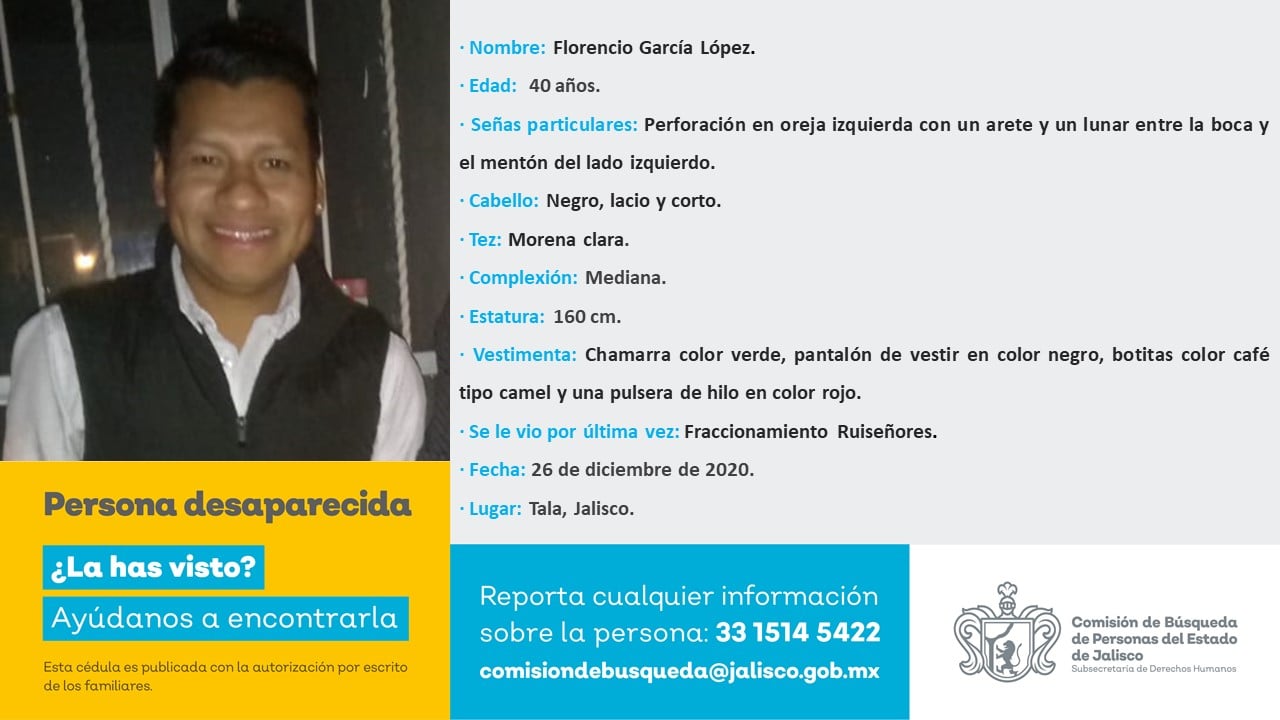 · Nombre: Florencio García López.
· Edad: 40 años.
· Señas particulares: Perforación en oreja izquierda con un arete y un lunar entre la boca y
el mentón del lado izquierdo.
· Cabello: Negro, lacio y corto.
· Tez: Morena clara.
· Complexión: Mediana.
· Estatura: 160 cm.
· Vestimenta: Chamarra color verde, pantalón de vestir en color negro, botitas color café
tipo camel y una pulsera de hilo en color rojo.
· Se le vio por última vez: Fraccionamiento Ruiseñores.
· Fecha: 26 de diciembre de 2020.
· Lugar: Tala, Jalisco.
Persona desaparecida
¿La has visto?
Ayúdanos a encontrarla
Esta cédula es publicada con la autorización por escrito
de los familiares.
Reporta cualquier información
sobre la persona: 33 1514 5422
comisiondebusqueda@jalisco.gob.mx
Comisión de Búsqueda
de Personas del Estado
de Jalisco
Subsecretaría de Derechos Humanos